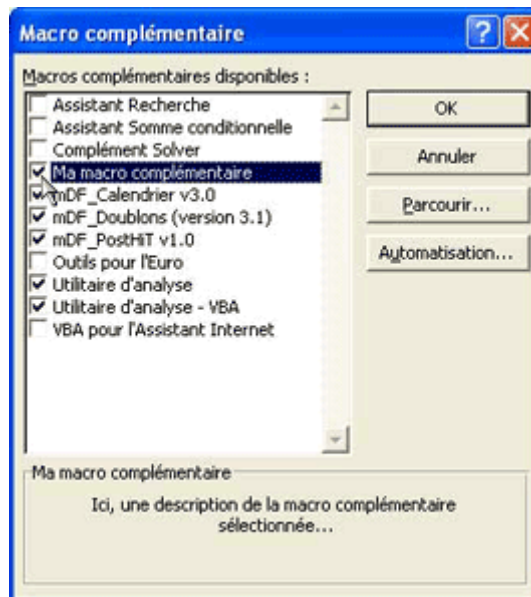 Macro complémentaire
Macros complémentaires disponibles :
Assistant Recherche
Assistant Somme conditionnelle
Complément Solver
Ma macro complémentaire
mDF_Calendrier v3.0
mDF_Doublons (version 3.1)
mDF_PostHiT v1.0
Outils pour l'Euro
Utilitaire d'analyse
Utilitaire d'analyse - VBA
VBA pour l'Assistant Internet
OK
Annuler
Parcourir...
Automatisation...
Ma macro complémentaire
Ici, une description de la macro complémentaire
sélectionnée...